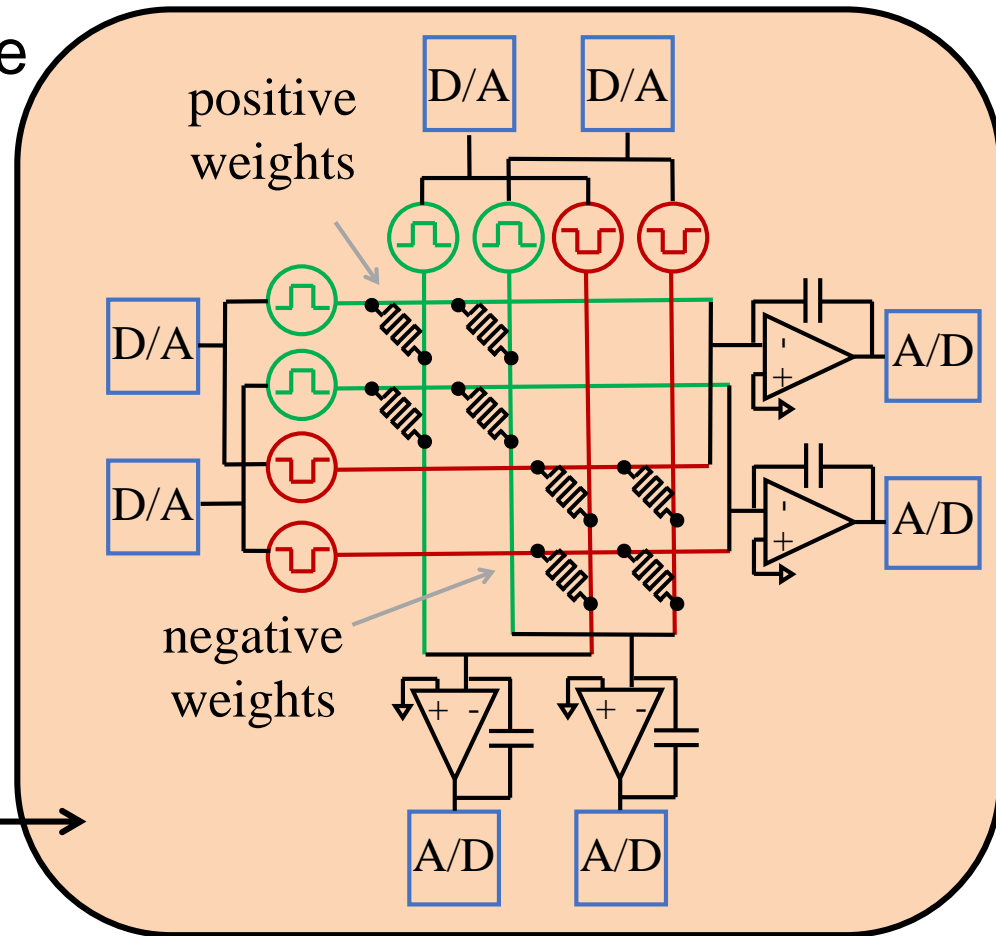 e
positive
weights
D/A
D/A
D/A
D/A
-
+
A/D
-
+
A/D
negative
weights
+ -
+ -
A/D
A/D